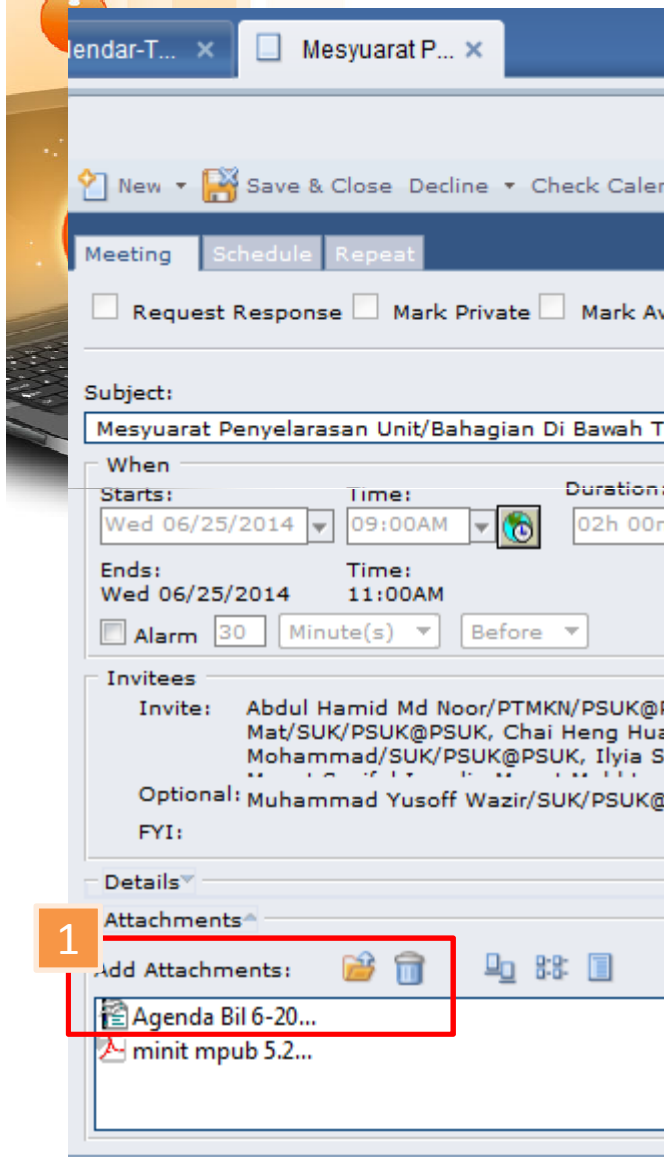 endar-T... × Mesyuarat P... ×
New Save & Close Decline Check Caler
Meeting Schedule Repeat
Request Response Mark Private Mark Av
Subject:
Mesyuarat Penyelarasan Unit/Bahagian Di Bawah T
When
Starts: Time: Duration:
Wed 06/25/2014 09:00AM 02h 00m
Ends: Time:
Wed 06/25/2014 11:00AM
Alarm 30 Minute(s) Before
Invitees
Invite: Abdul Hamid Md Noor/PTMKN/PSUK@P
Mat/SUK/PSUK@PSUK, Chai Heng Hua
Mohammad/SUK/PSUK@PSUK, Ilyia S
Optional: Muhammad Yusoff Wazir/SUK/PSUK@
FYI:
Details
Attachments
1
Add Attachments:
Agenda Bil 6-20...
minit mpub 5.2...